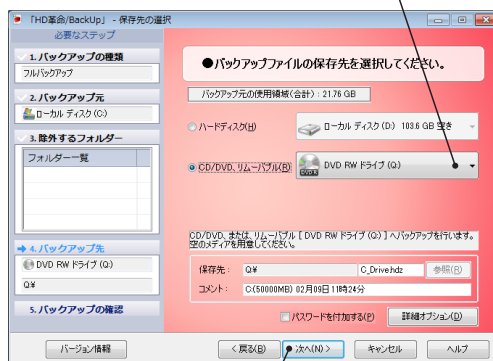 「HD革命/BackUp」 - 保存先の選択
必要なステップ
1. バックアップの種類
フルバックアップ
2. バックアップ元
ローカル ディスク (C:)
3. 除外するフォルダー
フォルダー一覧
4. バックアップ先
DVD RW ドライブ (Q:)
Q:¥
5. バックアップの確認
●バックアップファイルの保存先を選択してください。
バックアップ元の使用領域(合計) : 21.76 GB
ハードディスク(H)
ローカル ディスク (D:) 103.6 GB 空き
CD/DVD、リムーバブル(R)
DVD RW ドライブ (Q:)
CD/DVD、または、リムーバブル [ DVD RW ドライブ (Q:) ] へバックアップを行います。
空のメディアを用意してください。
保存先 : Q:¥ C_Drive.hdz 参照(R)
コメント : C:(50000MB) 02月09日 11時24分
パスワードを付加する(P) 詳細オプション(D)
バージョン情報 < 戻る(B) 次へ(N) > キャンセル ヘルプ